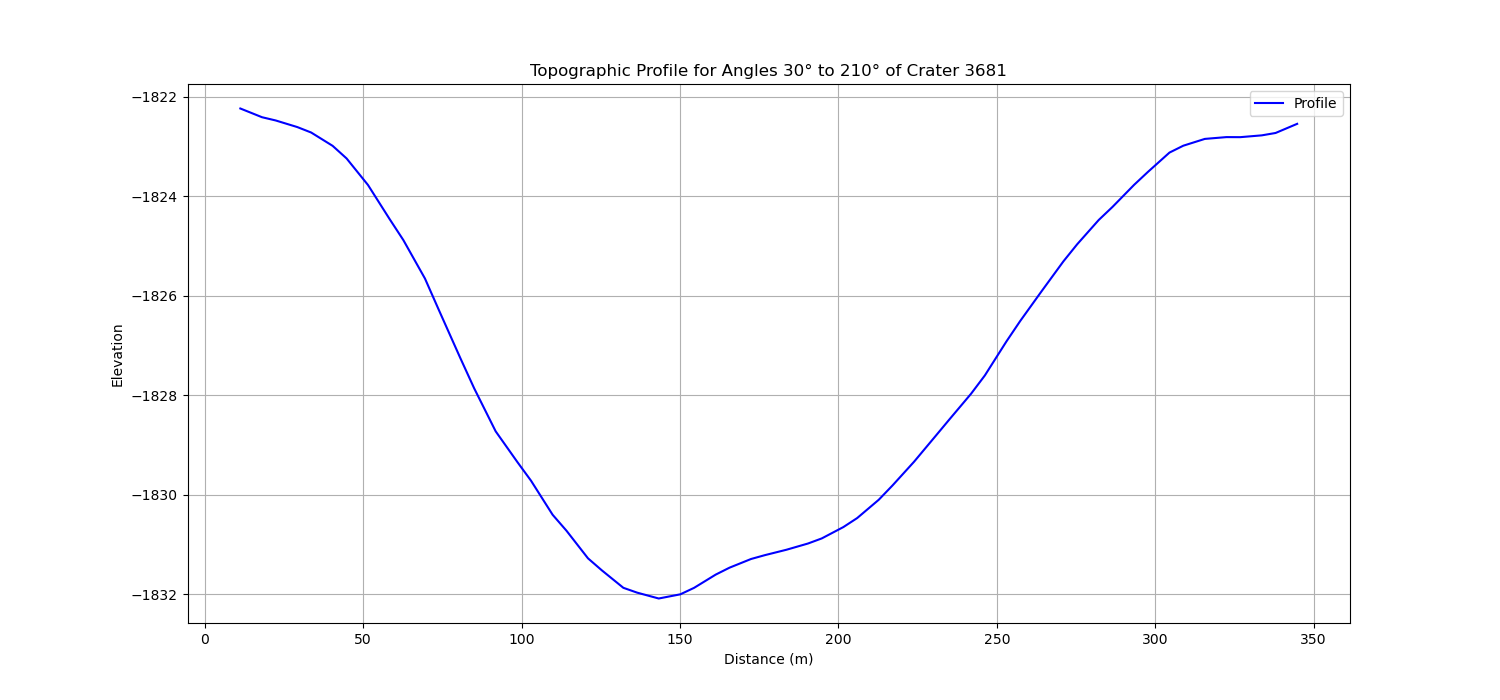 Topographic Profile for Angles 30° to 210° of Crater 3681
Profile
−1822
−1824
−1826
−1828
−1830
−1832
Elevation
0 50 100 150 200 250 300 350
Distance (m)